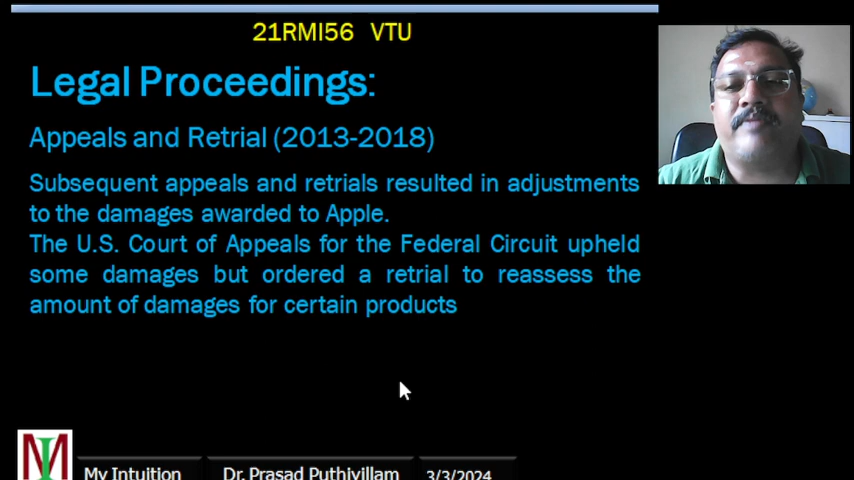 21RMI56 VTU
Legal Proceedings:
Appeals and Retrial (2013-2018)
Subsequent appeals and retrials resulted in adjustments
to the damages awarded to Apple.
The U.S. Court of Appeals for the Federal Circuit upheld
some damages but ordered a retrial to reassess the
amount of damages for certain products
MI
My Intuition
Dr. Prasad Puthiyillam
3/3/2024